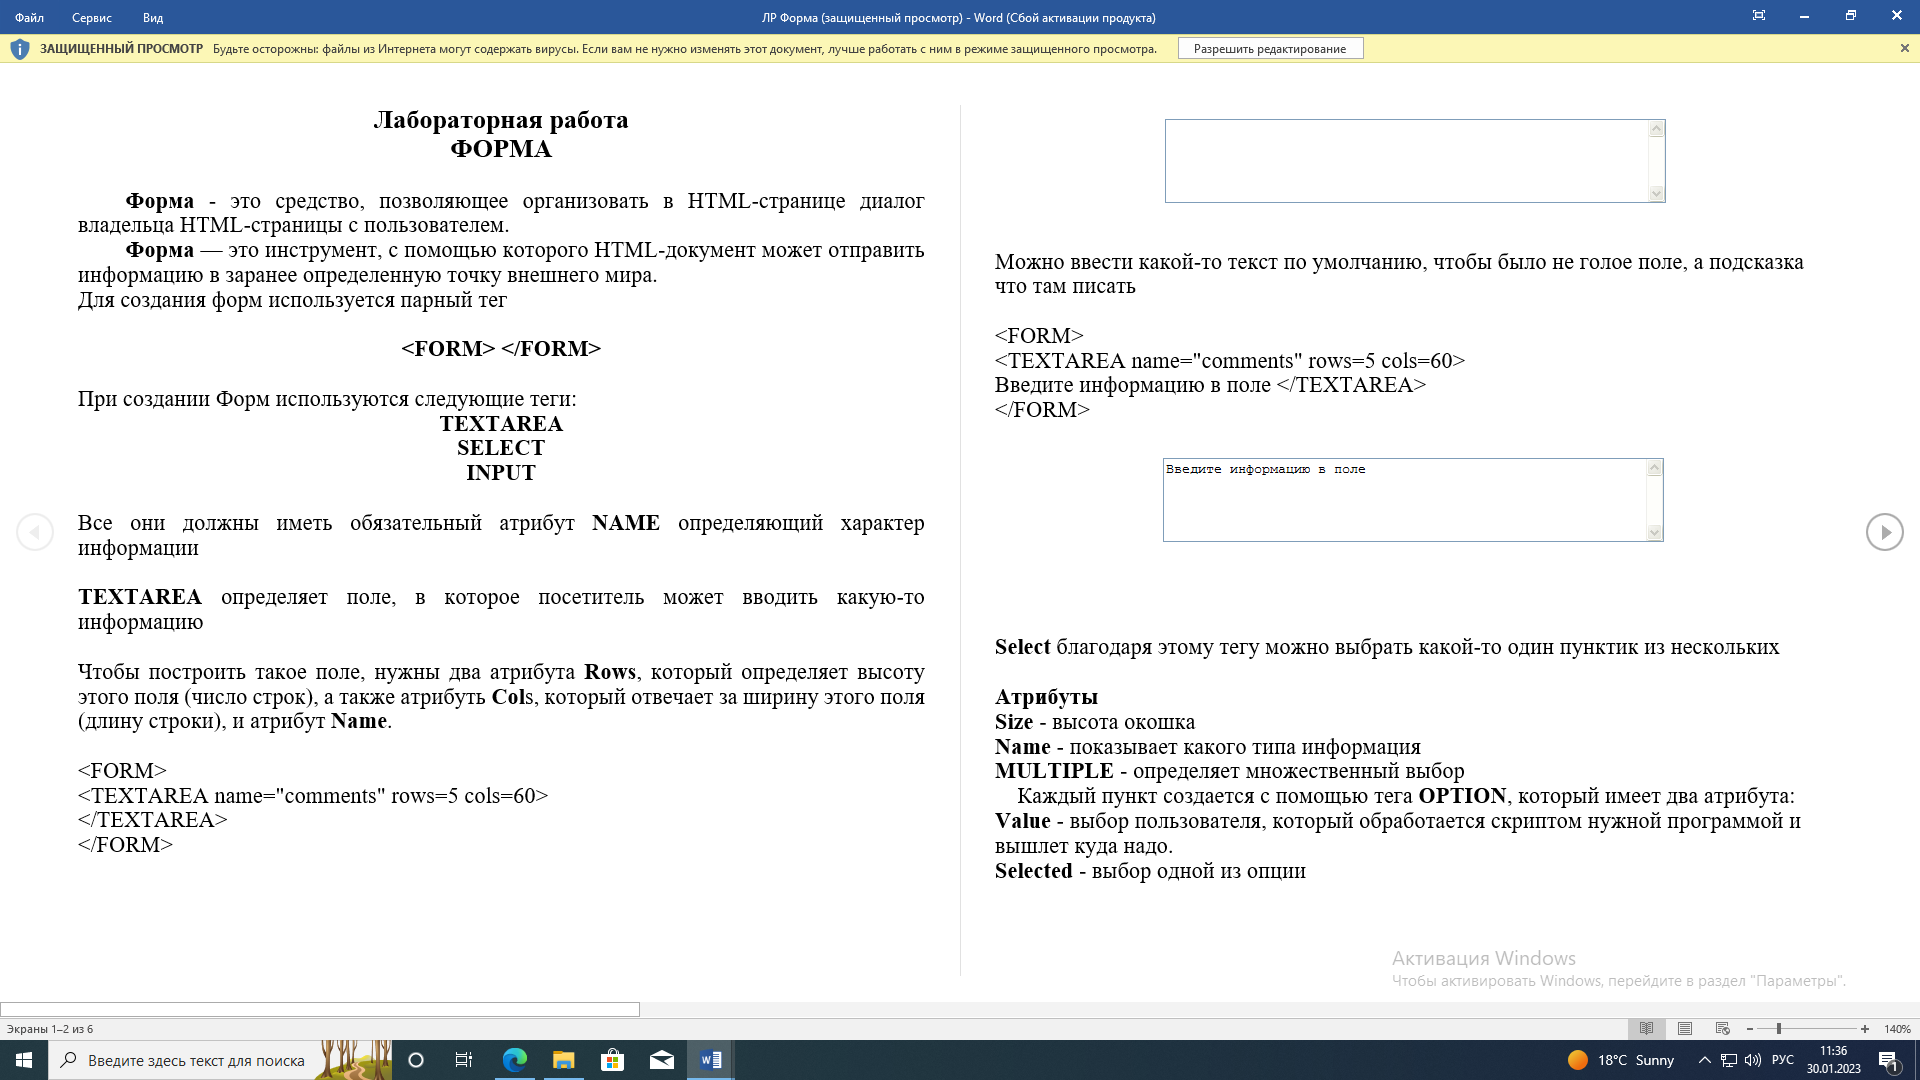 Файл Сервис Вид
ЛР Форма (защищенный просмотр) - Word (Сбой активации продукта)
ЗАЩИЩЕННЫЙ ПРОСМОТР Будьте осторожны: файлы из Интернета могут содержать вирусы. Если вам не нужно изменять этот документ, лучше работать с ним в режиме защищенного просмотра. Разрешить редактирование
Лабораторная работа
ФОРМА
Форма - это средство, позволяющее организовать в HTML-странице диалог
владельца HTML-страницы с пользователем.
Форма — это инструмент, с помощью которого HTML-документ может отправить
информацию в заранее определенную точку внешнего мира.
Для создания форм используется парный тег
<FORM> </FORM>
При создании Форм используются следующие теги:
TEXTAREA
SELECT
INPUT
Все они должны иметь обязательный атрибут NAME определяющий характер
информации
TEXTAREA определяет поле, в которое посетитель может вводить какую-то
информацию
Чтобы построить такое поле, нужны два атрибута Rows, который определяет высоту
этого поля (число строк), а также атрибуть Cols, который отвечает за ширину этого поля
(длину строки), и атрибут Name.
<FORM>
<TEXTAREA name="comments" rows=5 cols=60>
</TEXTAREA>
</FORM>
Можно ввести какой-то текст по умолчанию, чтобы было не голое поле, а подсказка
что там писать
<FORM>
<TEXTAREA name="comments" rows=5 cols=60>
Введите информацию в поле </TEXTAREA>
</FORM>
Введите информацию в поле
Select благодаря этому тегу можно выбрать какой-то один пунктик из нескольких
Атрибуты
Size - высота окошка
Name - показывает какого типа информация
MULTIPLE - определяет множественный выбор
Каждый пункт создается с помощью тега OPTION, который имеет два атрибута:
Value - выбор пользователя, который обработается скриптом нужной программой и
вышлет куда надо.
Selected - выбор одной из опции
Активация Windows
Чтобы активировать Windows, перейдите в раздел "Параметры".
Экраны 1–2 из 6
140%
Введите здесь текст для поиска
18°C Sunny
РУС
11:36
30.01.2023
1